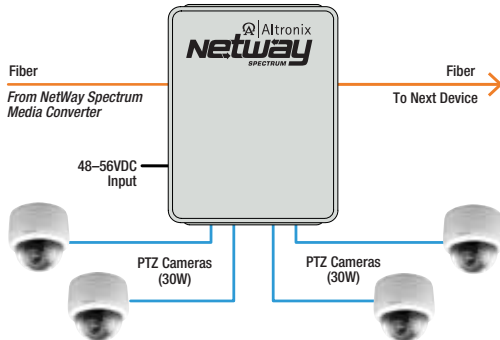 Altronix
Netway
SPECTRUM
Fiber
From NetWay Spectrum
Media Converter
Fiber
To Next Device
48–56VDC
Input
PTZ Cameras
(30W)
PTZ Cameras
(30W)